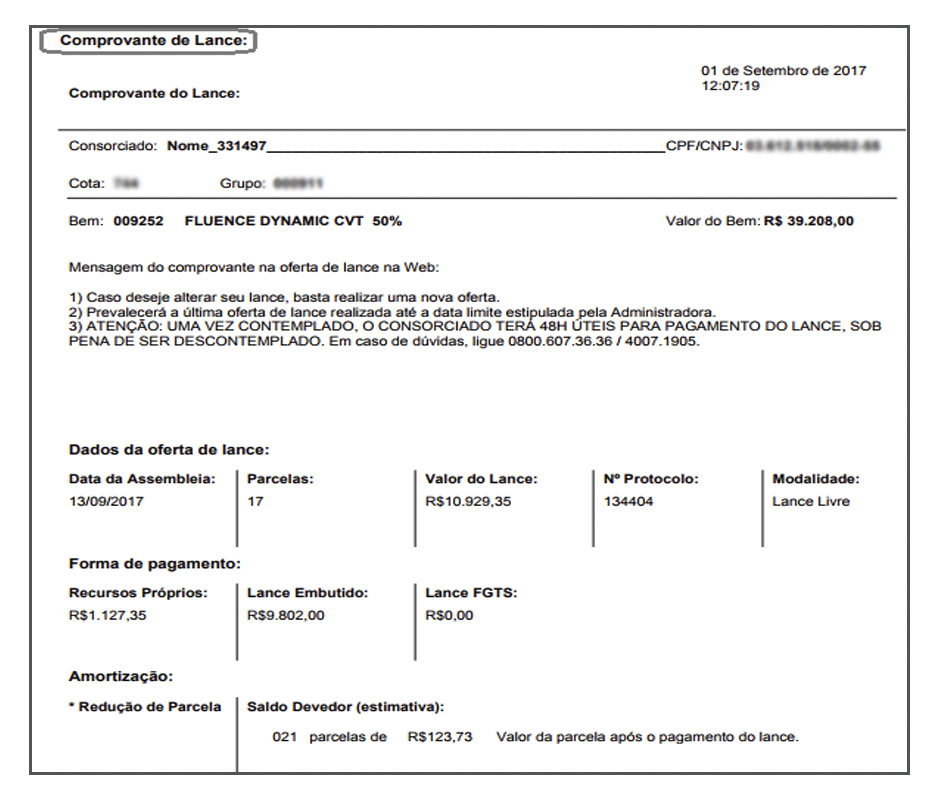 Comprovante de Lance:
01 de Setembro de 2017
12:07:19
Comprovante do Lance:
Consorciado: Nome_331497 CPF/CNPJ:
Cota: Grupo:
Bem: 009252 FLUENCE DYNAMIC CVT 50% Valor do Bem: R$ 39.208,00
Mensagem do comprovante na oferta de lance na Web:
1) Caso deseje alterar seu lance, basta realizar uma nova oferta.
2) Prevalecerá a última oferta de lance realizada até a data limite estipulada pela Administradora.
3) ATENÇÃO: UMA VEZ CONTEMPLADO, O CONSORCIADO TERÁ 48H ÚTEIS PARA PAGAMENTO DO LANCE, SOB
PENA DE SER DESCONTEMPLADO. Em caso de dúvidas, ligue 0800.607.36.36 / 4007.1905.
Dados da oferta de lance:
Data da Assembleia: Parcelas: Valor do Lance: Nº Protocolo: Modalidade:
13/09/2017 17 R$10.929,35 134404 Lance Livre
Forma de pagamento:
Recursos Próprios: Lance Embutido: Lance FGTS:
R$1.127,35 R$9.802,00 R$0,00
Amortização:
* Redução de Parcela Saldo Devedor (estimativa):
021 parcelas de R$123,73 Valor da parcela após o pagamento do lance.